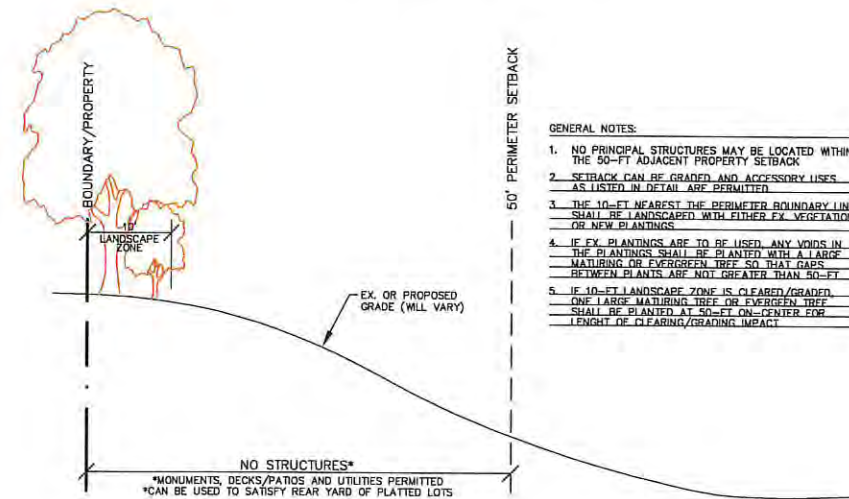 BOUNDARY/PROPERTY
10'
LANDSCAPE
ZONE
50' PERIMETER SETBACK
EX. OR PROPOSED
GRADE (WILL VARY)
NO STRUCTURES*
*MONUMENTS, DECKS/PATIOS AND UTILITIES PERMITTED
*CAN BE USED TO SATISFY REAR YARD OF PLATTED LOTS
GENERAL NOTES:
1. NO PRINCIPAL STRUCTURES MAY BE LOCATED WITHIN
THE 50-FT ADJACENT PROPERTY SETBACK
2. SETBACK CAN BE GRADED AND ACCESSORY USES
AS LISTED IN DETAIL ARE PERMITTED
3. THE 10-FT NEAREST THE PERIMETER BOUNDARY LIN
SHALL BE LANDSCAPED WITH EITHER EX. VEGETATIO
OR NEW PLANTINGS
4. IF EX. PLANTINGS ARE TO BE USED, ANY VOIDS IN
THE PLANTINGS SHALL BE PLANTED WITH A LARGE
MATURING OR EVERGREEN TREE SO THAT GAPS
BETWEEN PLANTS ARE NOT GREATER THAN 50-FT
5. IF 10-FT LANDSCAPE ZONE IS CLEARED/GRADED,
ONE LARGE MATURING TREE OR EVERGEEN TREE
SHALL BE PLANTED AT 50-FT ON-CENTER FOR
LENGHT OF CLEARING/GRADING IMPACT